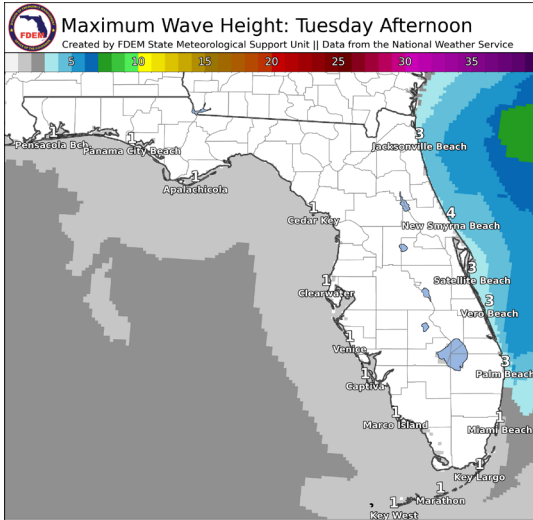 Maximum Wave Height: Tuesday Afternoon
FDEM
Created by FDEM State Meteorological Support Unit || Data from the National Weather Service
5 10 15 20 25 30 35
1
Pensacola Bch
1
Panama City Beach
1
Apalachicola
3
Jacksonville Beach
1
Cedar Key
4
New Smyrna Beach
3
Satellite Beach
1
Clearwater
3
Vero Beach
1
Venice
3
Palm Beach
1
Captiva
1
Marco Island
1
Miami Beach
1
Key Largo
1
Marathon
1
Key West